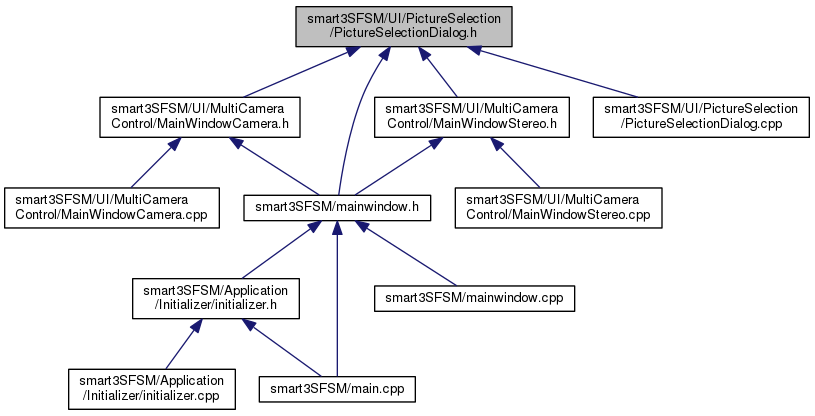 smart3SFSM/UI/PictureSelection
/PictureSelectionDialog.h
smart3SFSM/UI/MultiCamera
Control/MainWindowCamera.h
smart3SFSM/UI/MultiCamera
Control/MainWindowStereo.h
smart3SFSM/UI/PictureSelection
/PictureSelectionDialog.cpp
smart3SFSM/UI/MultiCamera
Control/MainWindowCamera.cpp
smart3SFSM/mainwindow.h
smart3SFSM/UI/MultiCamera
Control/MainWindowStereo.cpp
smart3SFSM/Application
/Initializer/initializer.h
smart3SFSM/mainwindow.cpp
smart3SFSM/Application
/Initializer/initializer.cpp
smart3SFSM/main.cpp